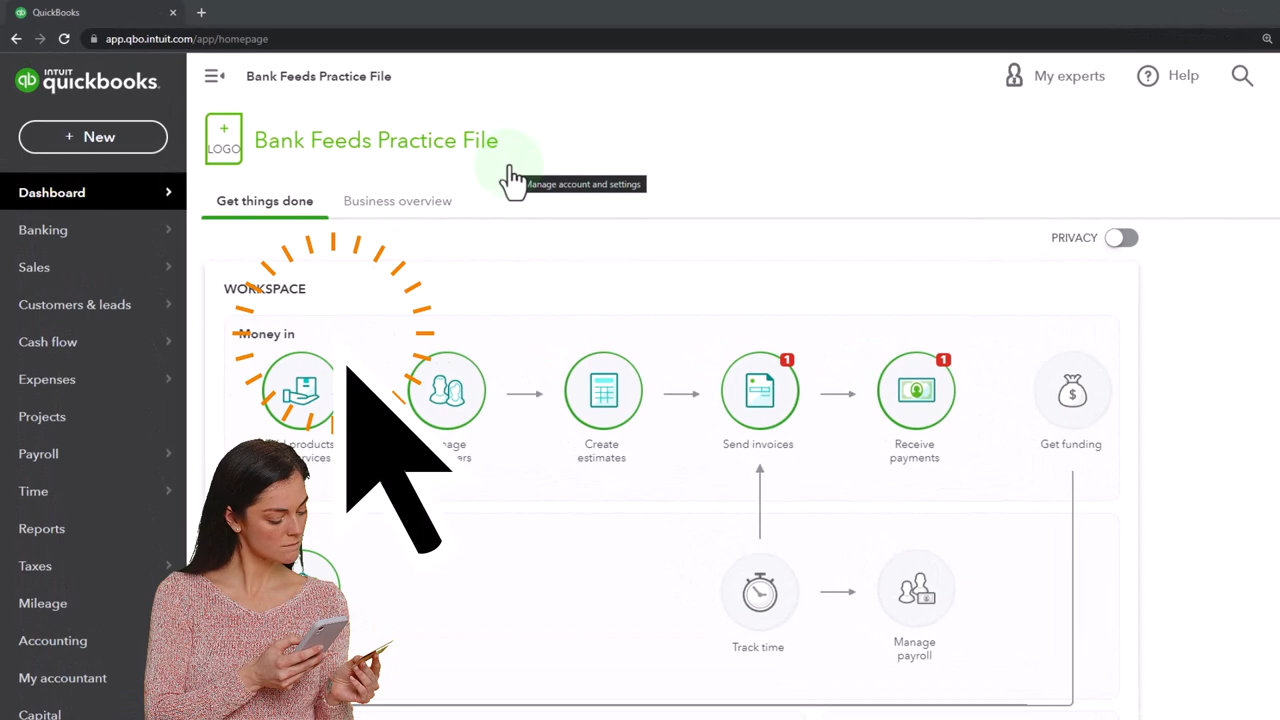 QuickBooks
app.qbo.intuit.com/app/homepage
INTUIT
quickbooks.
Bank Feeds Practice File
My experts
Help
+ New
+
LOGO
Bank Feeds Practice File
Manage account and settings
Dashboard
Get things done
Business overview
Banking
PRIVACY
Sales
WORKSPACE
Customers & leads
Money in
Cash flow
1
1
Expenses
Projects
Create
estimates
Send invoices
Receive
payments
Get funding
products
Payroll
Time
Reports
Taxes
Mileage
Accounting
Track time
Manage
payroll
My accountant
Capital